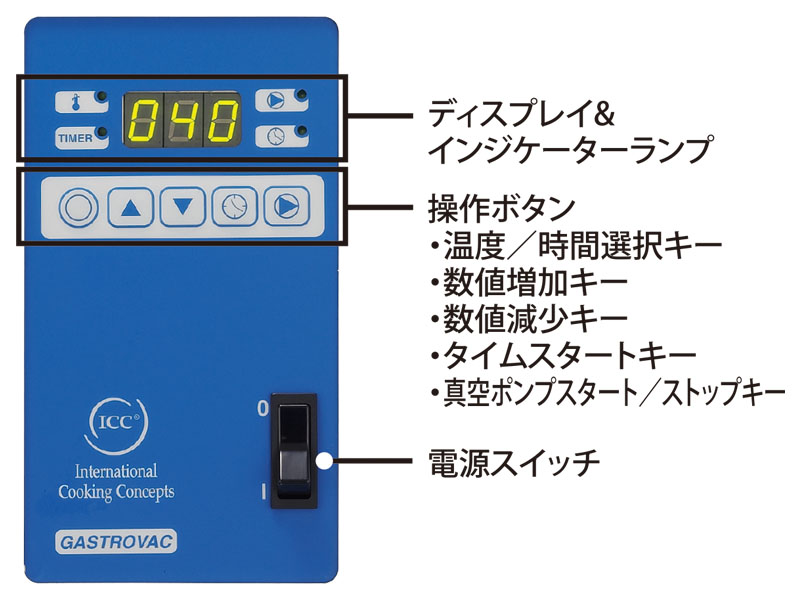 TIMER
040
ディスプレイ&
インジケーターランプ
操作ボタン
・温度／時間選択キー
・数値増加キー
・数値減少キー
・タイムスタートキー
・真空ポンプスタート／ストップキー
0
I
電源スイッチ
ICC®
International
Cooking Concepts
GASTROVAC